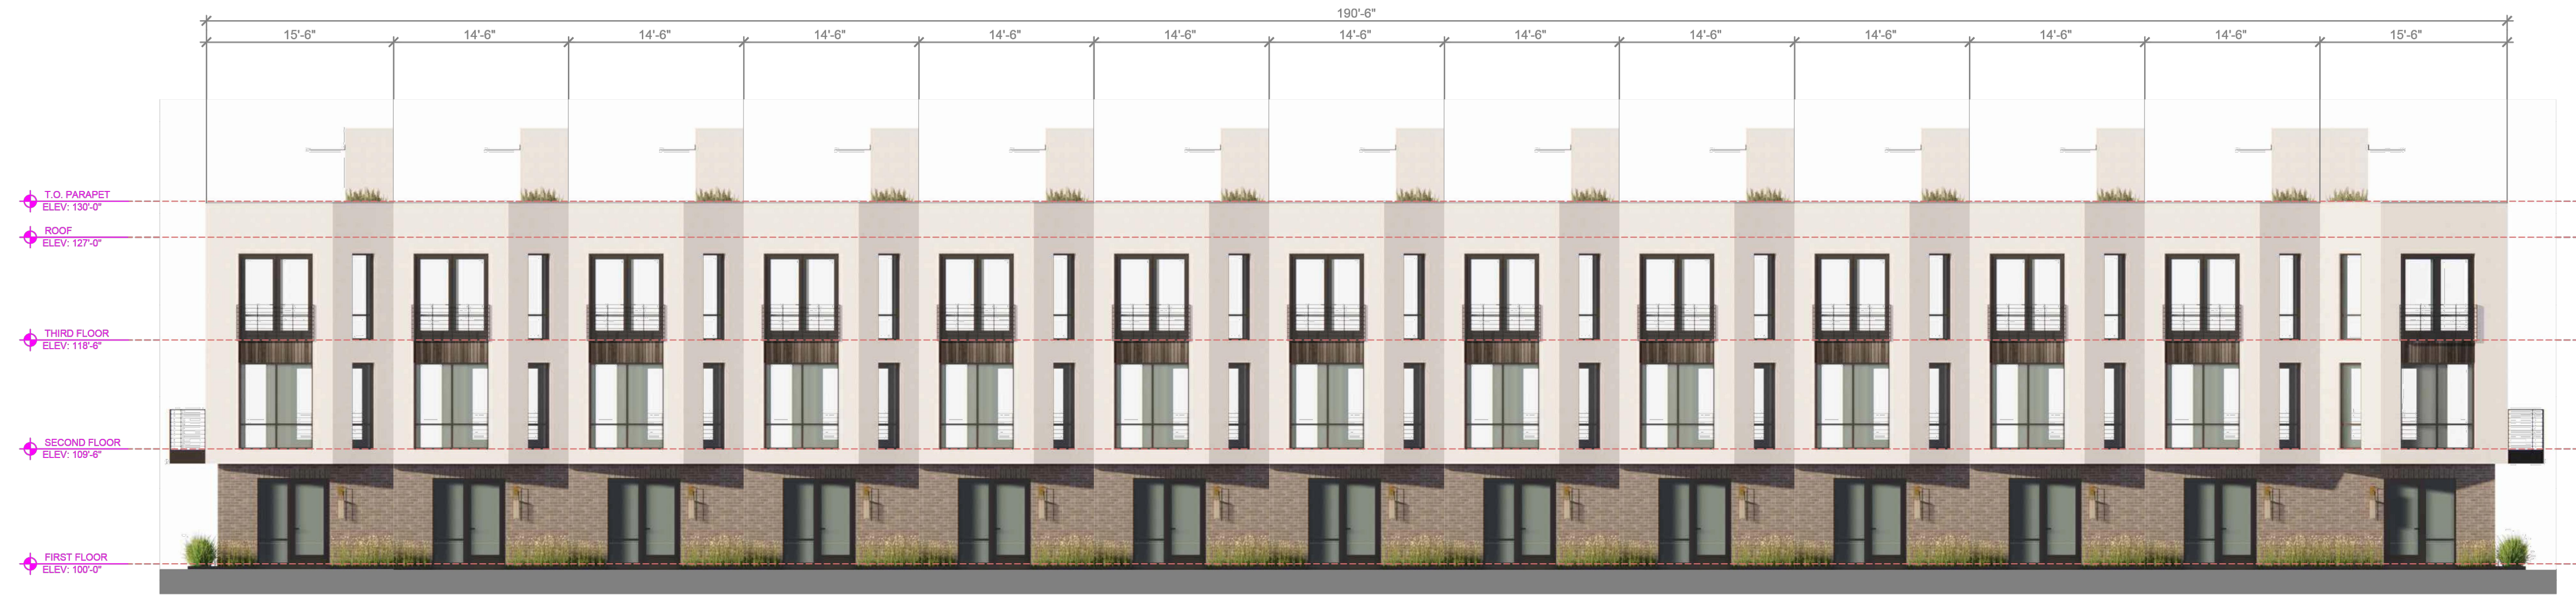 190'-6"
15'-6" 14'-6" 14'-6" 14'-6" 14'-6" 14'-6" 14'-6" 14'-6" 14'-6" 14'-6" 14'-6" 14'-6" 15'-6"
T.O. PARAPET
ELEV: 130'-0"
ROOF
ELEV: 127'-0"
THIRD FLOOR
ELEV: 118'-6"
SECOND FLOOR
ELEV: 109'-6"
FIRST FLOOR
ELEV: 100'-0"